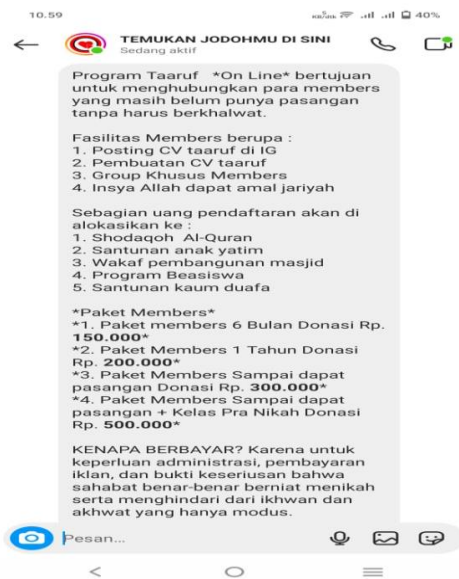 10.59
40%
TEMUKAN JODOHMU DI SINI
Sedang aktif
Program Taaruf *On Line* bertujuan
untuk menghubungkan para members
yang masih belum punya pasangan
tanpa harus berkhalwat.
Fasilitas Members berupa :
1. Posting CV taaruf di IG
2. Pembuatan CV taaruf
3. Group Khusus Members
4. Insya Allah dapat amal jariyah
Sebagian uang pendaftaran akan di
alokasikan ke :
1. Shodaqoh Al-Quran
2. Santunan anak yatim
3. Wakaf pembangunan masjid
4. Program Beasiswa
5. Santunan kaum duafa
*Paket Members*
*1. Paket members 6 Bulan Donasi Rp.
150.000*
*2. Paket Members 1 Tahun Donasi
Rp. 200.000*
*3. Paket Members Sampai dapat
pasangan Donasi Rp. 300.000*
*4. Paket Members Sampai dapat
pasangan + Kelas Pra Nikah Donasi
Rp. 500.000*
KENAPA BERBAYAR? Karena untuk
keperluan administrasi, pembayaran
iklan, dan bukti keseriusan bahwa
sahabat benar-benar berniat menikah
serta menghindari dari ikhwan dan
akhwat yang hanya modus.
Pesan...